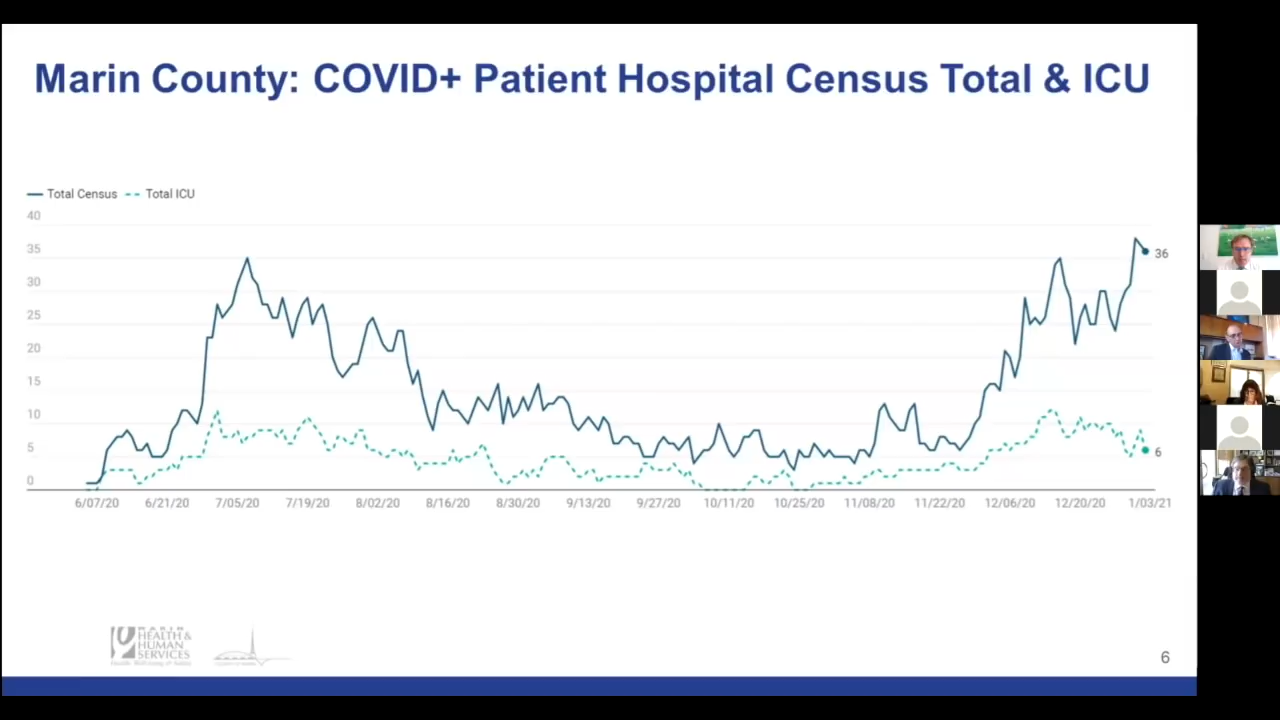 Marin County: COVID+ Patient Hospital Census Total & ICU
Total Census Total ICU
40
35
30
25
20
15
10
5
0
36
6
6/07/20 6/21/20 7/05/20 7/19/20 8/02/20 8/16/20 8/30/20 9/13/20 9/27/20 10/11/20 10/25/20 11/08/20 11/22/20 12/06/20 12/20/20 1/03/21
HEALTH &
HUMAN
SERVICES
6